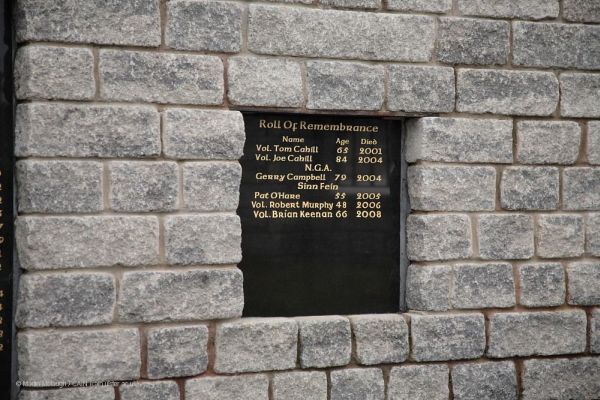 Roll Of Remembrance
Name Age Died
Vol. Tom Cahill 65 2001
Vol. Joe Cahill 84 2004
N.G.A.
Gerry Campbell 79 2004
Sinn Fein
Pat O'Hare 55 2005
Vol. Robert Murphy 48 2006
Vol. Brian Keenan 66 2008